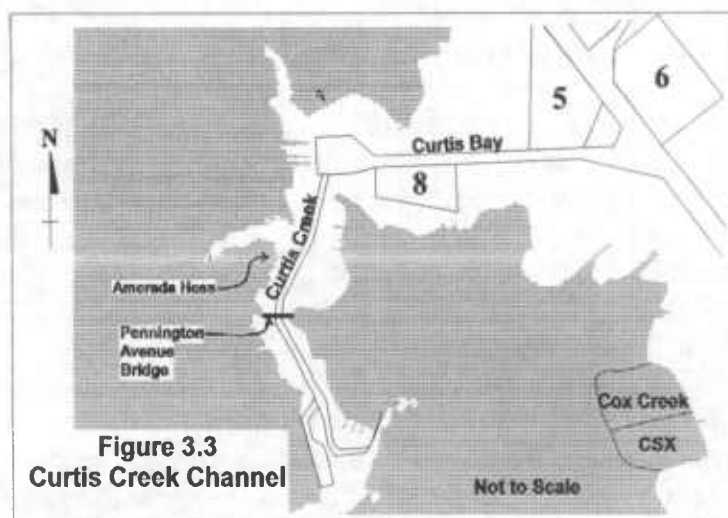 6
5
N
Curtis Bay
8
Curtis Creek
Amerada Hess
Pennington
Avenue
Bridge
Cox Creek
CSX
Figure 3.3
Curtis Creek Channel
Not to Scale